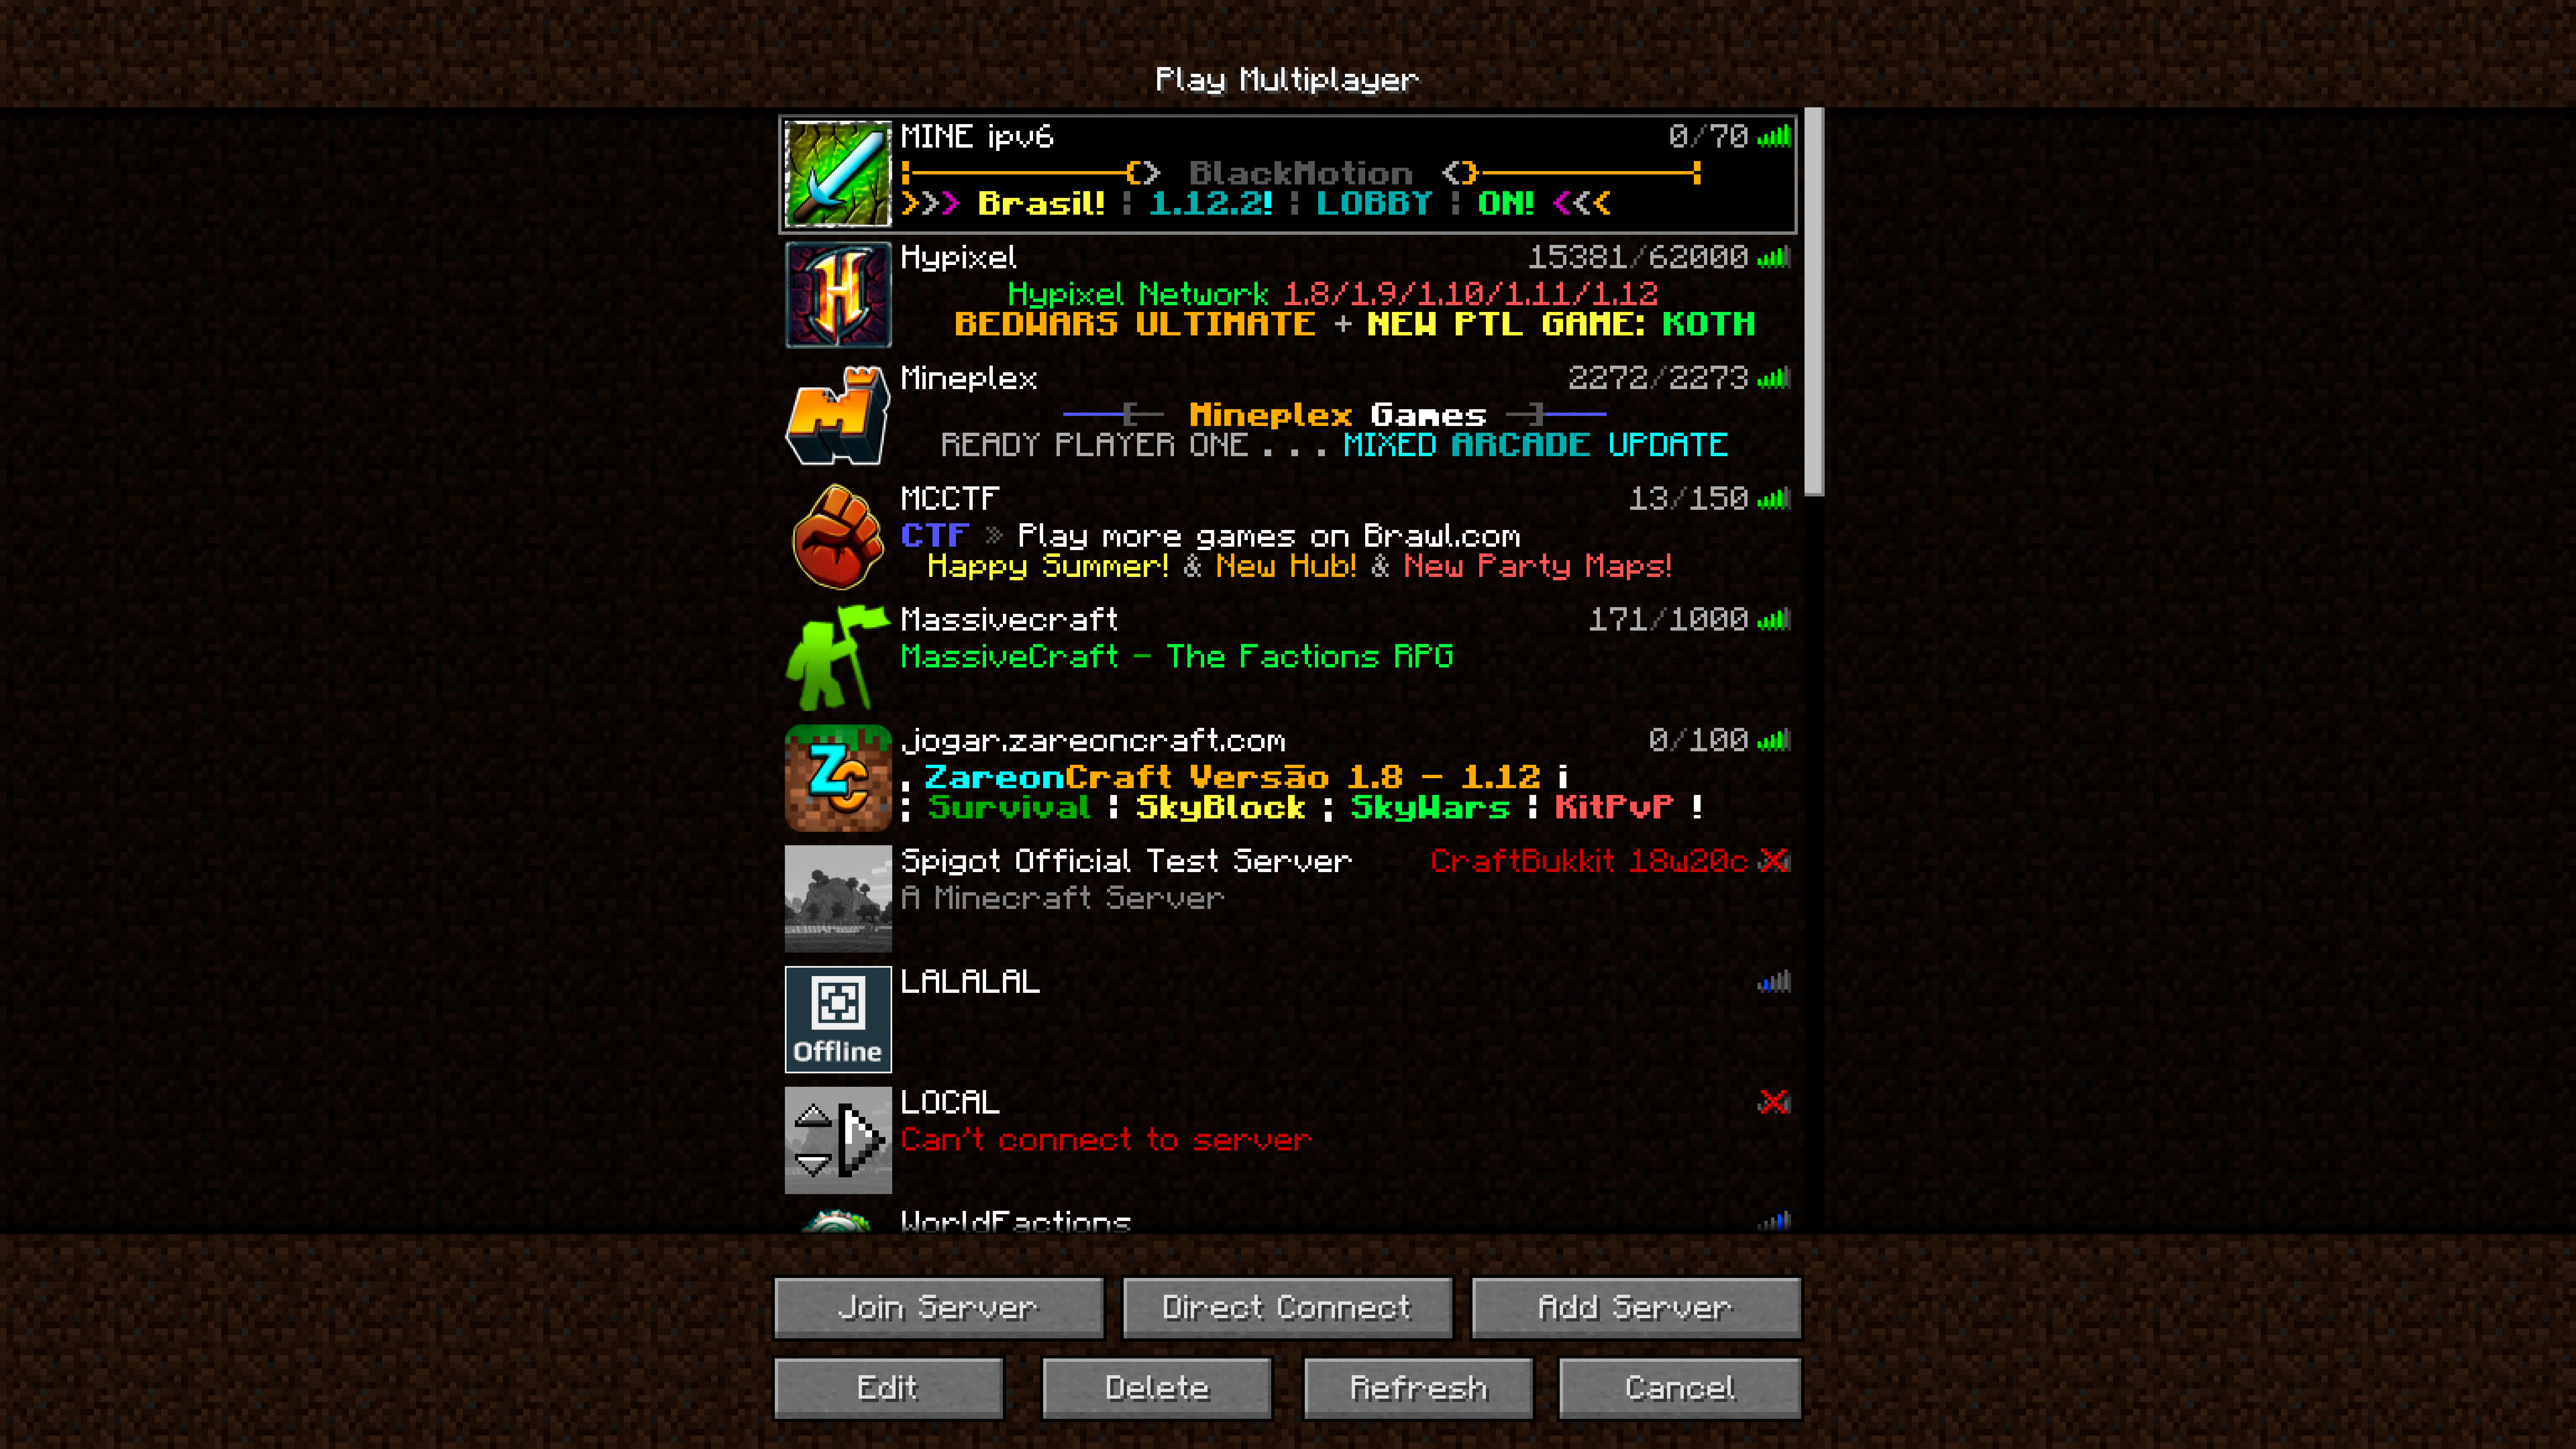 Play Multiplayer
MINE ipv6 0/70
BlackMotion
>>> Brasil! : 1.12.2! : LOBBY : ON! <<<
Hypixel 15381/62000
Hypixel Network 1.8/1.9/1.10/1.11/1.12
BEDWARS ULTIMATE + NEW PTL GAME: KOTH
Mineplex 2272/2273
Mineplex Games
READY PLAYER ONE . . . MIXED ARCADE UPDATE
MCCTF 13/150
CTF » Play more games on Brawl.com
Happy Summer! & New Hub! & New Party Maps!
Massivecraft 171/1000
MassiveCraft - The Factions RPG
jogar.zareoncraft.com 0/100
. ZareonCraft Versão 1.8 - 1.12 i
: Survival ! SkyBlock ; SkyWars ! KitPvP !
Spigot Official Test Server CraftBukkit 18w20c
A Minecraft Server
LALALAL
Offline
LOCAL
Can't connect to server
WorldFactions
Join Server Direct Connect Add Server
Edit Delete Refresh Cancel